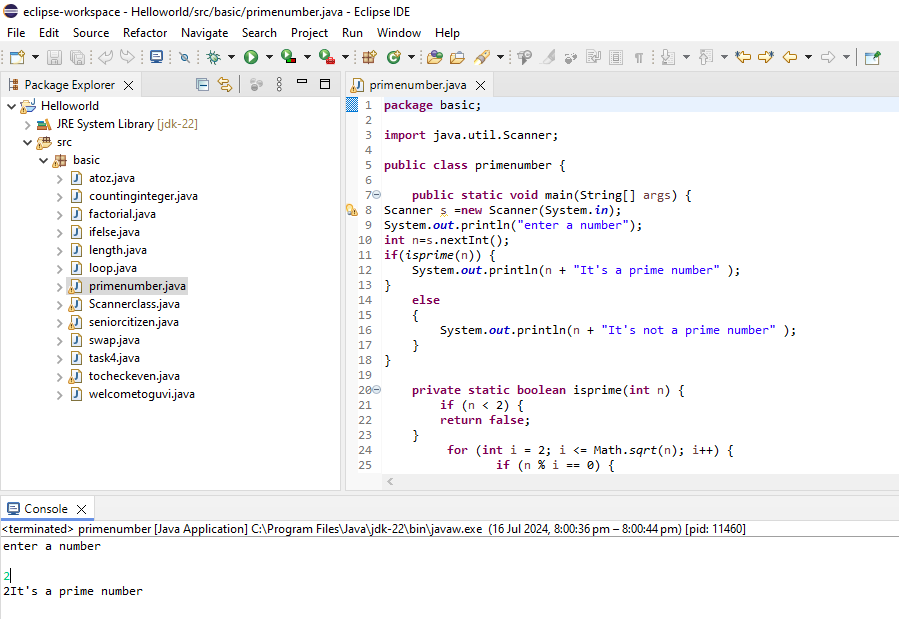 eclipse-workspace - Helloworld/src/basic/primenumber.java - Eclipse IDE
File Edit Source Refactor Navigate Search Project Run Window Help
Package Explorer
Helloworld
JRE System Library [jdk-22]
src
basic
atoz.java
countinginteger.java
factorial.java
ifelse.java
length.java
loop.java
primenumber.java
Scannerclass.java
seniorcitizen.java
swap.java
task4.java
tocheckeven.java
welcometoguvi.java
primenumber.java
1 package basic;
2
3 import java.util.Scanner;
4
5 public class primenumber {
6
7     public static void main(String[] args) {
8 Scanner s =new Scanner(System.in);
9 System.out.println("enter a number");
10 int n=s.nextInt();
11 if(isprime(n)) {
12     System.out.println(n + "It's a prime number" );
13 }
14     else
15     {
16         System.out.println(n + "It's not a prime number" );
17     }
18 }
19
20     private static boolean isprime(int n) {
21         if (n < 2) {
22         return false;
23     }
24          for (int i = 2; i <= Math.sqrt(n); i++) {
25                 if (n % i == 0) {
Console
<terminated> primenumber [Java Application] C:\Program Files\Java\jdk-22\bin\javaw.exe (16 Jul 2024, 8:00:36 pm – 8:00:44 pm) [pid: 11460]
enter a number
2
2It's a prime number